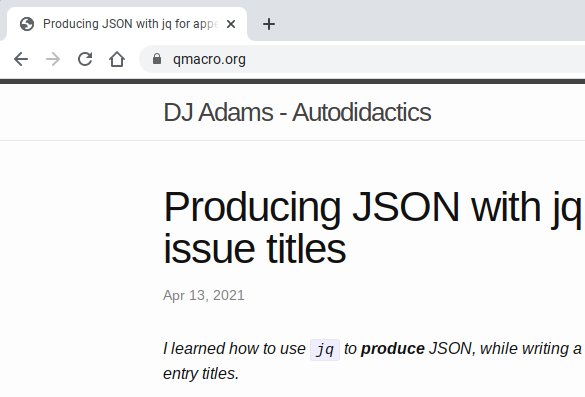 Producing JSON with jq for appe
qmacro.org
DJ Adams - Autodidactics
Producing JSON with jq
issue titles
Apr 13, 2021
I learned how to use jq to produce JSON, while writing a
entry titles.